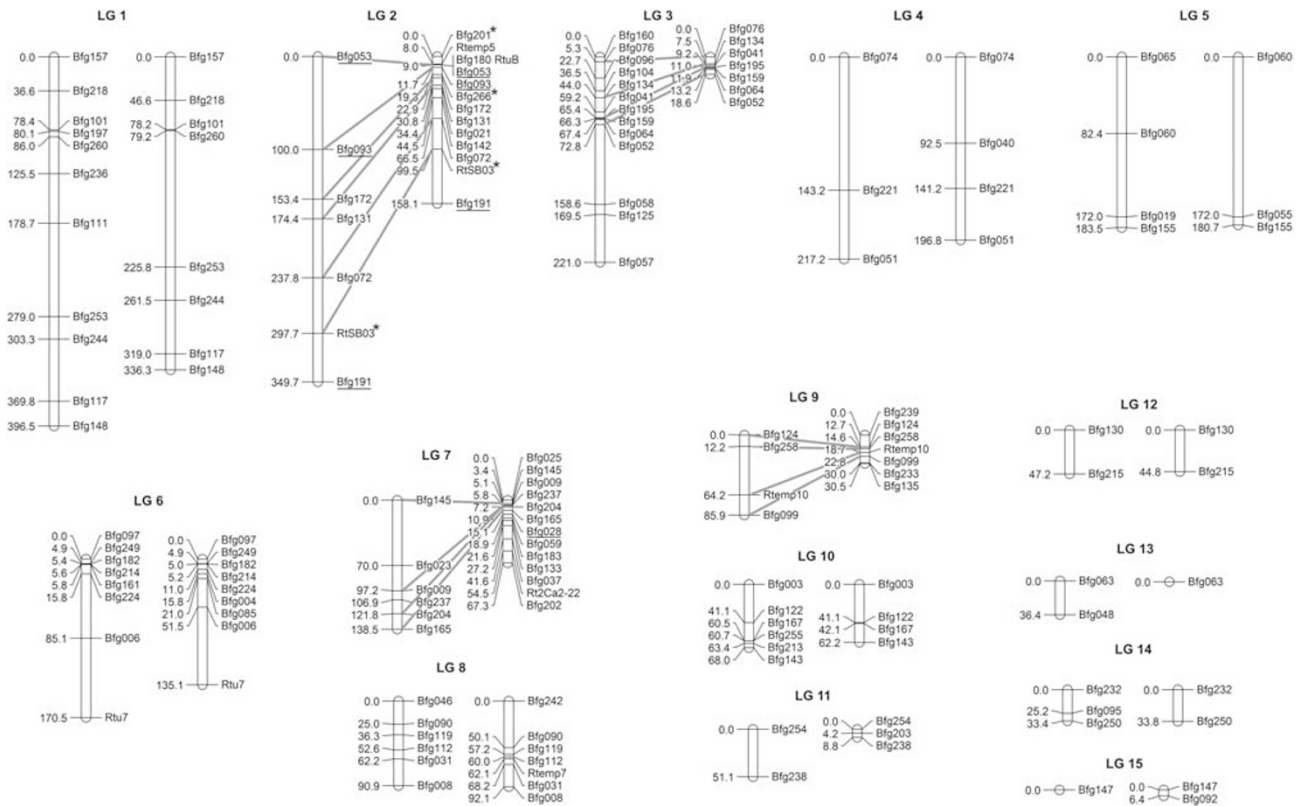 LG 1
0.0 Bfg157
36.6 Bfg218
78.4 Bfg101
80.1 Bfg197
86.0 Bfg260
125.5 Bfg236
178.7 Bfg111
279.0 Bfg253
303.3 Bfg244
369.8 Bfg117
396.5 Bfg148
0.0 Bfg157
46.6 Bfg218
78.2 Bfg101
79.2 Bfg260
225.8 Bfg253
261.5 Bfg244
319.0 Bfg117
336.3 Bfg148
LG 2
0.0 Bfg053
100.0 Bfg093
153.4 Bfg172
174.4 Bfg131
237.8 Bfg072
297.7 RtSB03*
349.7 Bfg191
0.0 Bfg201*
8.0 Rtemp5
9.0 Bfg180 RtuB
Bfg053
11.7 Bfg093
19.3 Bfg266*
22.9 Bfg172
30.8 Bfg131
34.4 Bfg021
44.5 Bfg142
66.5 Bfg072
99.5 RtSB03*
158.1 Bfg191
LG 3
0.0 Bfg160
5.3 Bfg076
22.7 Bfg096
36.5 Bfg104
44.0 Bfg134
59.2 Bfg041
65.4 Bfg195
66.3 Bfg159
67.4 Bfg064
72.8 Bfg052
158.6 Bfg058
169.5 Bfg125
221.0 Bfg057
0.0 Bfg076
7.5 Bfg134
9.2 Bfg041
11.0 Bfg195
11.9 Bfg159
13.2 Bfg064
18.6 Bfg052
LG 4
0.0 Bfg074
143.2 Bfg221
217.2 Bfg051
0.0 Bfg074
92.5 Bfg040
141.2 Bfg221
196.8 Bfg051
LG 5
0.0 Bfg065
82.4 Bfg060
172.0 Bfg019
183.5 Bfg155
0.0 Bfg060
172.0 Bfg055
180.7 Bfg155
LG 6
0.0 Bfg097
4.9 Bfg249
5.4 Bfg182
5.6 Bfg214
5.8 Bfg161
15.8 Bfg224
85.1 Bfg006
170.5 Rtu7
0.0 Bfg097
4.9 Bfg249
5.0 Bfg182
5.2 Bfg214
11.0 Bfg224
15.8 Bfg004
21.0 Bfg085
51.5 Bfg006
135.1 Rtu7
LG 7
0.0 Bfg145
70.0 Bfg023
97.2 Bfg009
106.9 Bfg237
121.8 Bfg204
138.5 Bfg165
0.0 Bfg025
3.4 Bfg145
5.1 Bfg009
5.8 Bfg237
7.2 Bfg204
10.9 Bfg165
15.1 Bfg028
18.9 Bfg059
21.6 Bfg183
27.2 Bfg133
41.6 Bfg037
54.5 Rt2Ca2-22
67.3 Bfg202
LG 8
0.0 Bfg046
25.0 Bfg090
36.3 Bfg119
52.6 Bfg112
62.2 Bfg031
90.9 Bfg008
0.0 Bfg242
50.1 Bfg090
57.2 Bfg119
60.0 Bfg112
62.1 Rtemp7
68.2 Bfg031
92.1 Bfg008
LG 9
0.0 Bfg124
12.2 Bfg258
64.2 Rtemp10
85.9 Bfg099
0.0 Bfg239
12.7 Bfg124
14.6 Bfg258
18.7 Rtemp10
22.8 Bfg099
30.0 Bfg233
30.5 Bfg135
LG 10
0.0 Bfg003
41.1 Bfg122
60.5 Bfg167
60.7 Bfg255
63.4 Bfg213
68.0 Bfg143
0.0 Bfg003
41.1 Bfg122
42.1 Bfg167
62.2 Bfg143
LG 11
0.0 Bfg254
51.1 Bfg238
0.0 Bfg254
4.2 Bfg203
8.8 Bfg238
LG 12
0.0 Bfg130
47.2 Bfg215
0.0 Bfg130
44.8 Bfg215
LG 13
0.0 Bfg063
36.4 Bfg048
0.0 Bfg063
LG 14
0.0 Bfg232
25.2 Bfg095
33.4 Bfg250
0.0 Bfg232
33.8 Bfg250
LG 15
0.0 Bfg147
0.0 Bfg147
6.4 Bfg092